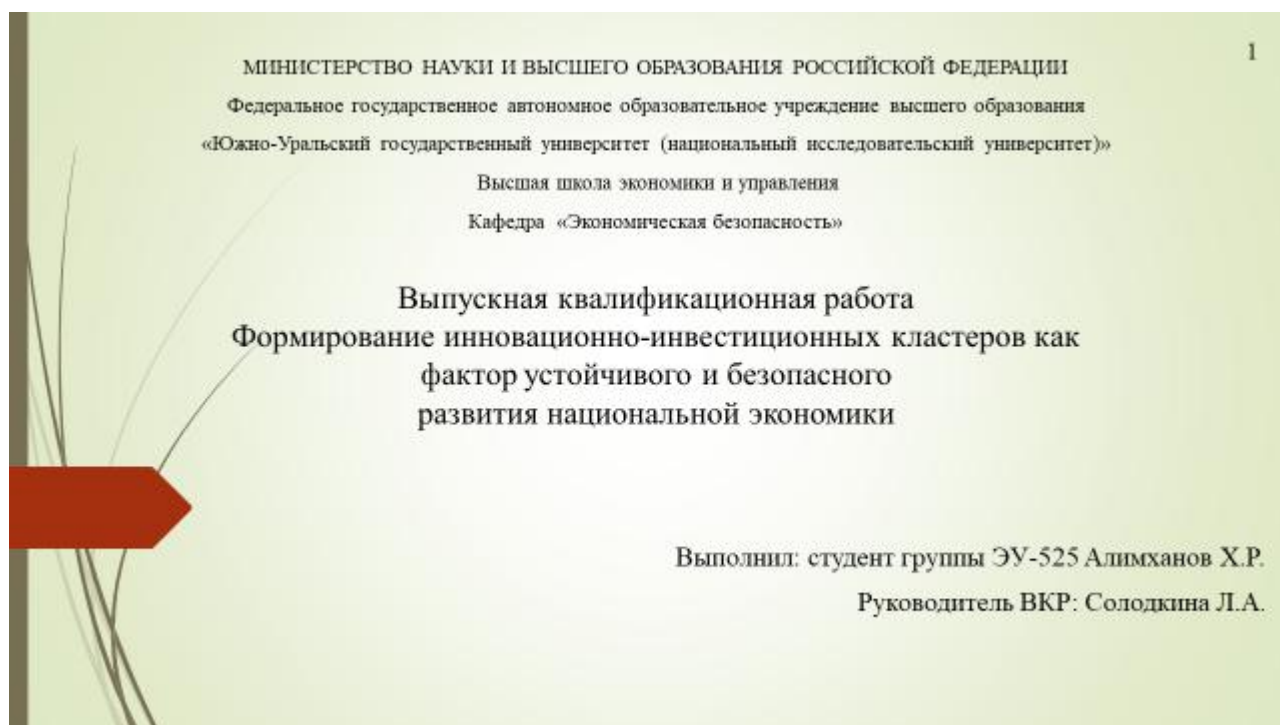 1
МИНИСТЕРСТВО НАУКИ И ВЫСШЕГО ОБРАЗОВАНИЯ РОССИЙСКОЙ ФЕДЕРАЦИИ
Федеральное государственное автономное образовательное учреждение высшего образования
«Южно-Уральский государственный университет (национальный исследовательский университет)»
Высшая школа экономики и управления
Кафедра «Экономическая безопасность»
Выпускная квалификационная работа
Формирование инновационно-инвестиционных кластеров как
фактор устойчивого и безопасного
развития национальной экономики
Выполнил: студент группы ЭУ-525 Алимханов Х.Р.
Руководитель ВКР: Солодкина Л.А.